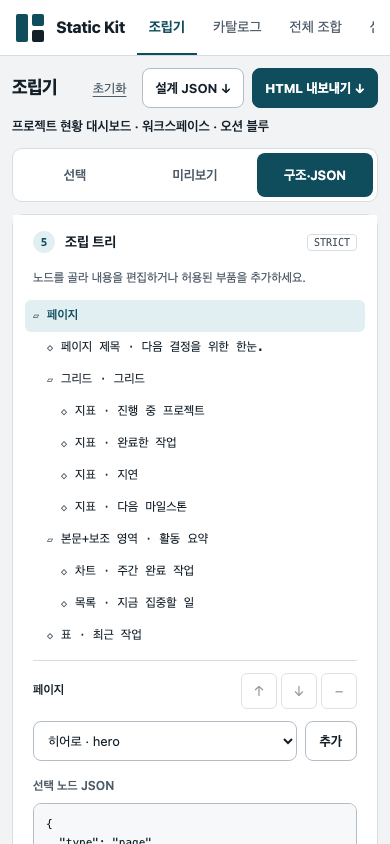 Static Kit 조립기 카탈로그 전체 조합
조립기 초기화 설계 JSON ↓ HTML 내보내기 ↓
프로젝트 현황 대시보드 · 워크스페이스 · 오션 블루
선택 미리보기 구조·JSON
5 조립 트리 STRICT
노드를 골라 내용을 편집하거나 허용된 부품을 추가하세요.
▱ 페이지
◇ 페이지 제목 · 다음 결정을 위한 한눈.
▱ 그리드 · 그리드
◇ 지표 · 진행 중 프로젝트
◇ 지표 · 완료한 작업
◇ 지표 · 지연
◇ 지표 · 다음 마일스톤
▱ 본문+보조 영역 · 활동 요약
◇ 차트 · 주간 완료 작업
◇ 목록 · 지금 집중할 일
◇ 표 · 최근 작업
페이지 ↑ ↓ −
히어로 · hero 추가
선택 노드 JSON
{
"type": "page"